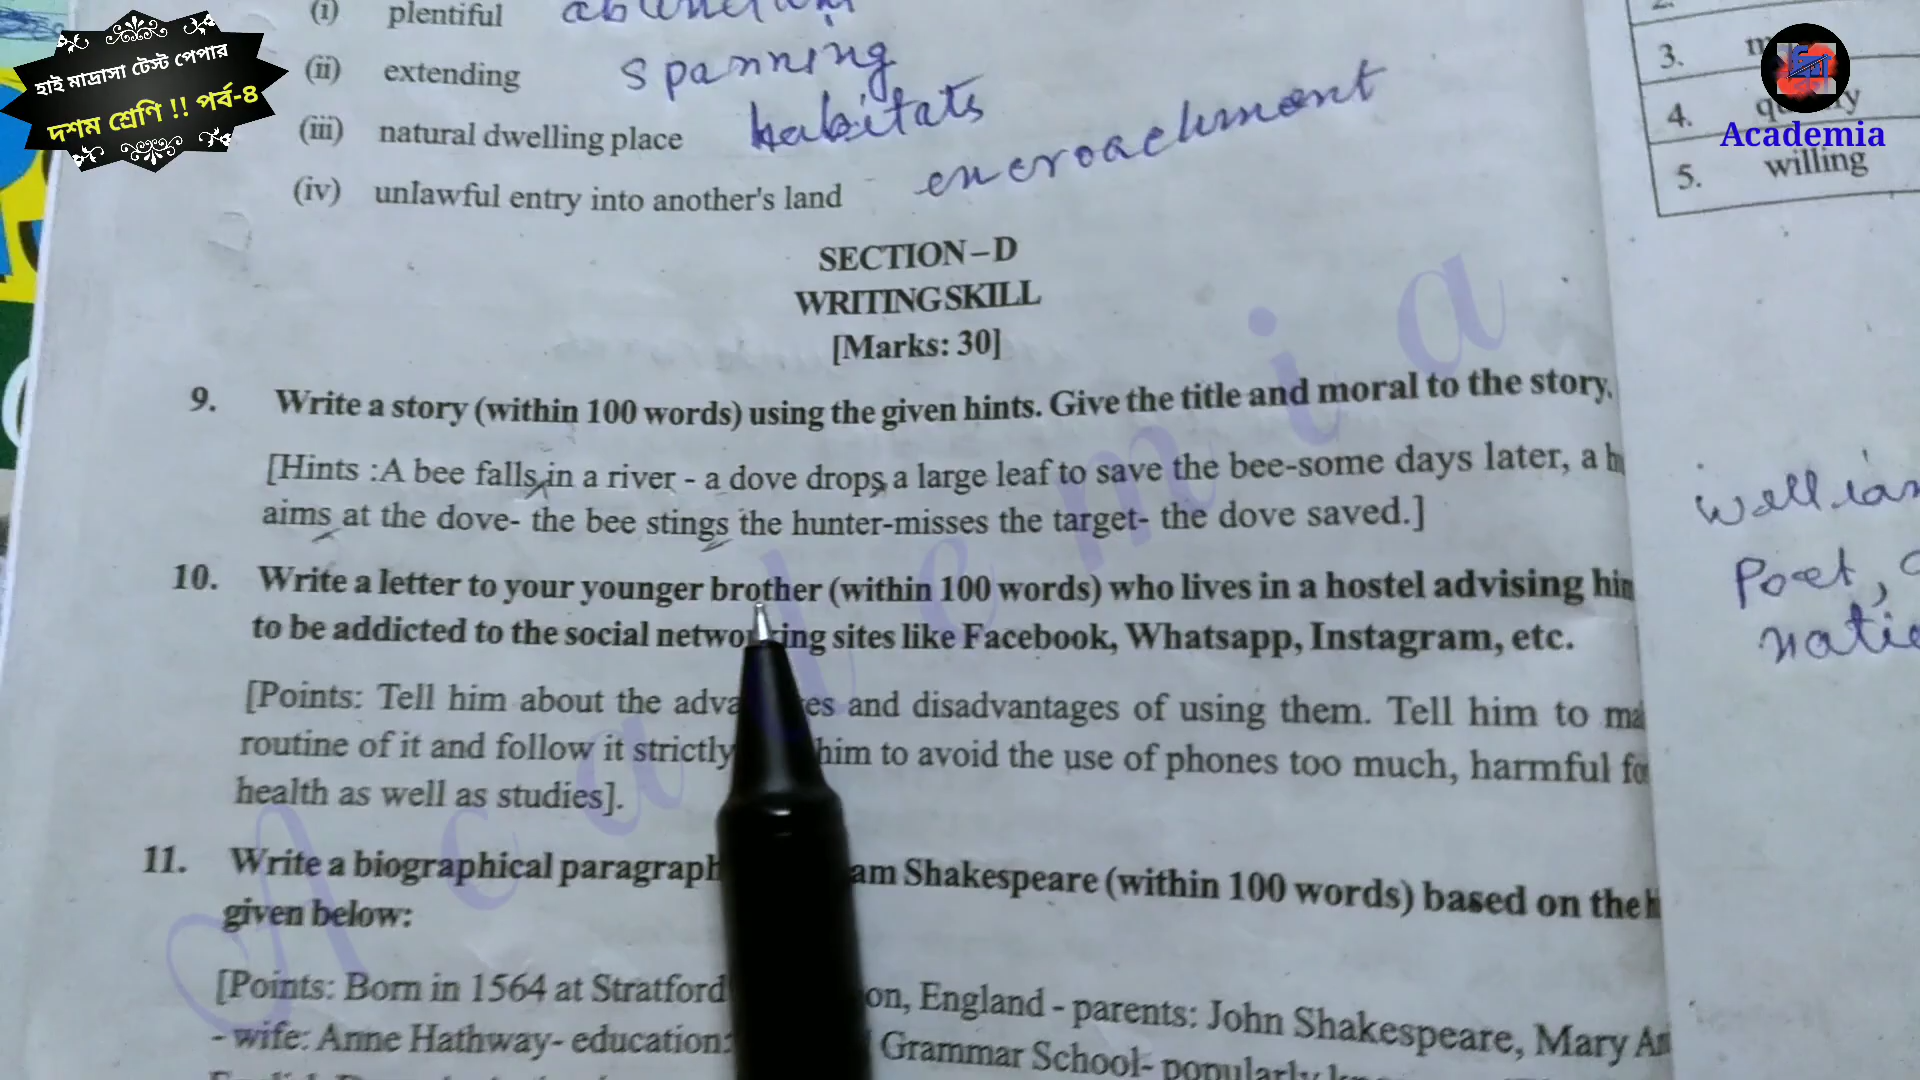 হাই মাদ্রাসা টেস্ট পেপার
দশম শ্রেণি !! পর্ব-৪
Academia
(i) plentiful
(ii) extending spanning
(iii) natural dwelling place habitats
(iv) unlawful entry into another's land encroachment
3.
4.
5. willing
SECTION–D
WRITING SKILL
[Marks: 30]
9. Write a story (within 100 words) using the given hints. Give the title and moral to the story.
[Hints :A bee falls in a river - a dove drops a large leaf to save the bee-some days later, a
aims at the dove- the bee stings the hunter-misses the target- the dove saved.]
10. Write a letter to your younger brother (within 100 words) who lives in a hostel advising
to be addicted to the social networking sites like Facebook, Whatsapp, Instagram, etc.
[Points: Tell him about the and disadvantages of using them. Tell him to
routine of it and follow it strictly him to avoid the use of phones too much, harmful
health as well as studies].
11. Write a biographical paragraph Shakespeare (within 100 words) based on the
given below:
[Points: Born in 1564 at Stratford on, England - parents: John Shakespeare, Mary
- wife: Anne Hathway- education: Grammar School- popularly
Poet,
Academia